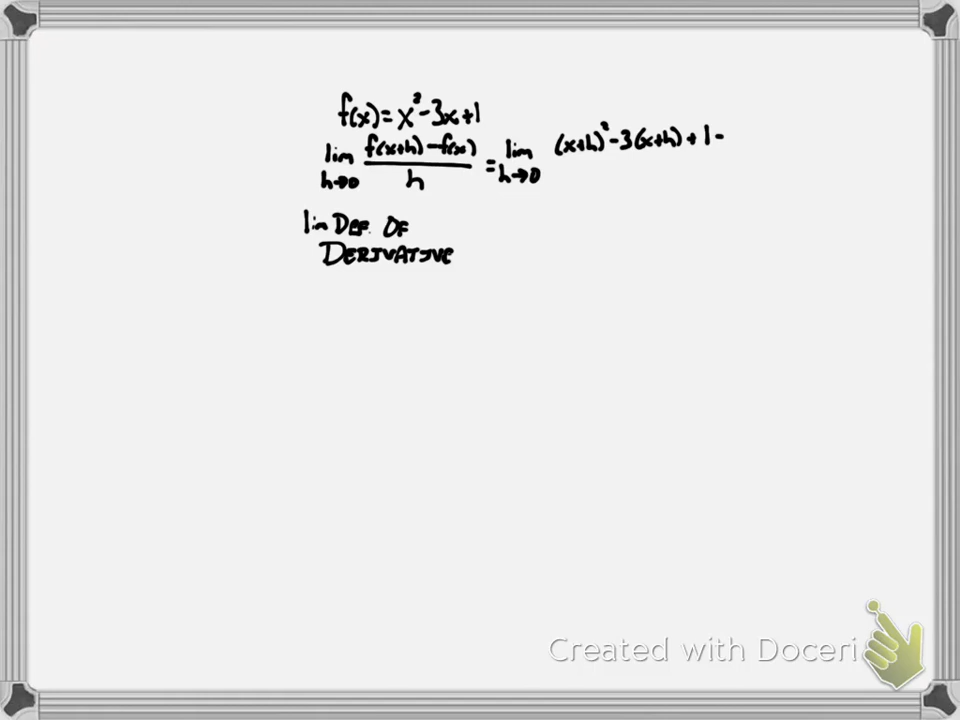 f(x)=x²-3x+1
lim h→0 f(x+h)-f(x) / h = lim h→0 (x+h)²-3(x+h)+1-
lim DEF. OF
DERIVATIVE
Created with Doceri